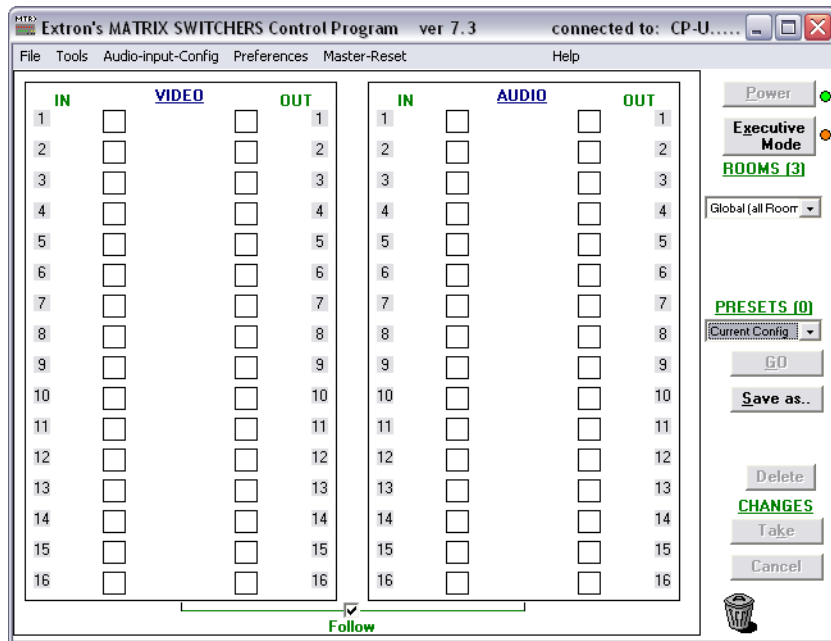 MTRX
Extron's MATRIX SWITCHERS Control Program ver 7.3 connected to: CP-U.....
File Tools Audio-input-Config Preferences Master-Reset Help
IN VIDEO OUT IN AUDIO OUT
1 1 1 1
2 2 2 2
3 3 3 3
4 4 4 4
5 5 5 5
6 6 6 6
7 7 7 7
8 8 8 8
9 9 9 9
10 10 10 10
11 11 11 11
12 12 12 12
13 13 13 13
14 14 14 14
15 15 15 15
16 16 16 16
Follow
Power
Executive
Mode
ROOMS (3)
Global (all Room
PRESETS (0)
Current Config
GO
Save as..
Delete
CHANGES
Take
Cancel